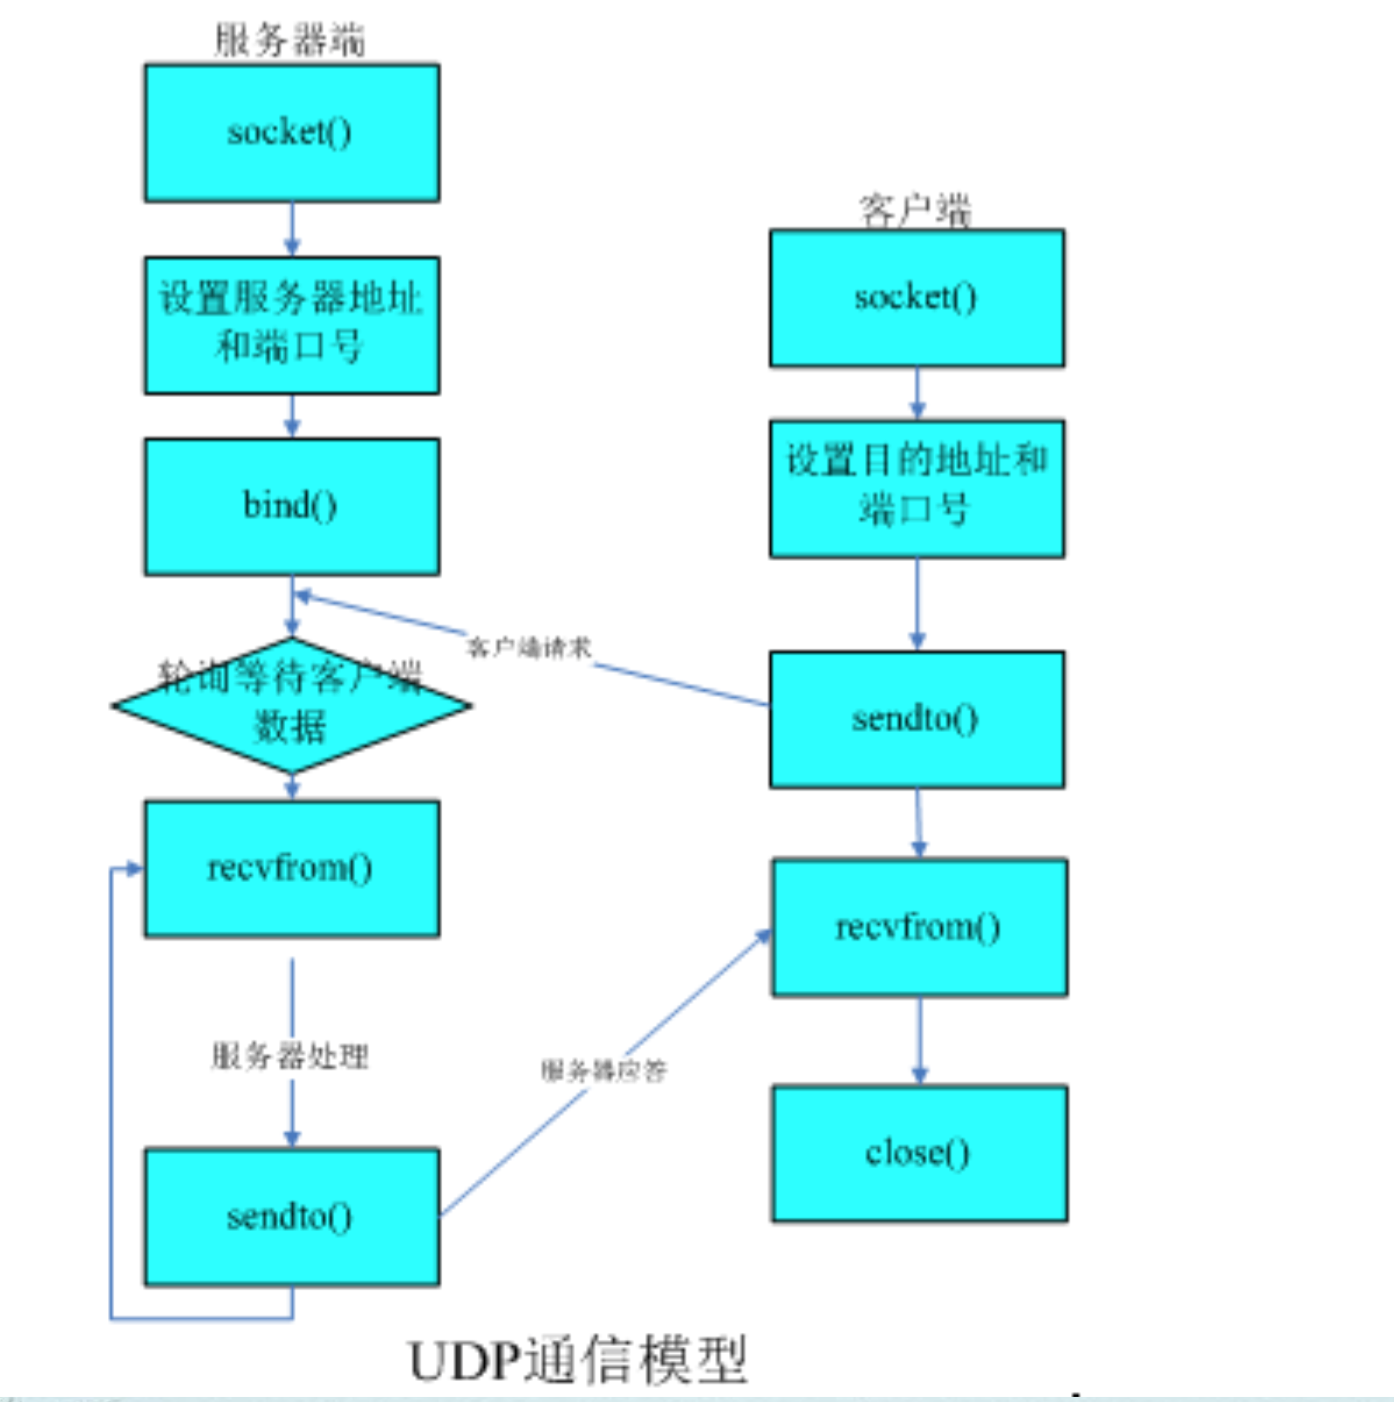 服务器端
socket()
设置服务器地址
和端口号
bind()
轮询等待客户端
数据
recvfrom()
服务器处理
sendto()
客户端
socket()
设置目的地址和
端口号
客户端请求
sendto()
recvfrom()
服务器应答
close()
UDP通信模型